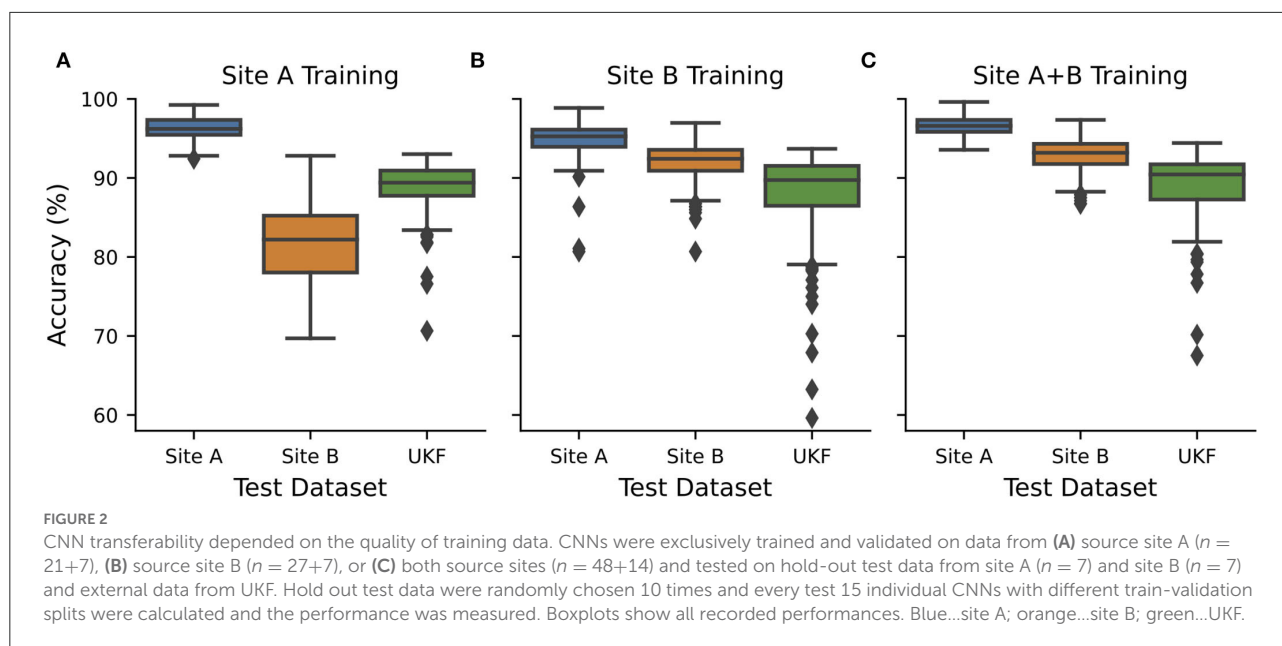 A
Site A Training
B
Site B Training
C
Site A+B Training
Accuracy (%)
100
90
80
70
60
Site A
Site B
UKF
Site A
Site B
UKF
Site A
Site B
UKF
Test Dataset
Test Dataset
Test Dataset
FIGURE 2
CNN transferability depended on the quality of training data. CNNs were exclusively trained and validated on data from (A) source site A (n =
21+7), (B) source site B (n = 27+7), or (C) both source sites (n = 48+14) and tested on hold-out test data from site A (n = 7) and site B (n = 7)
and external data from UKF. Hold out test data were randomly chosen 10 times and every test 15 individual CNNs with different train-validation
splits were calculated and the performance was measured. Boxplots show all recorded performances. Blue...site A; orange...site B; green...UKF.